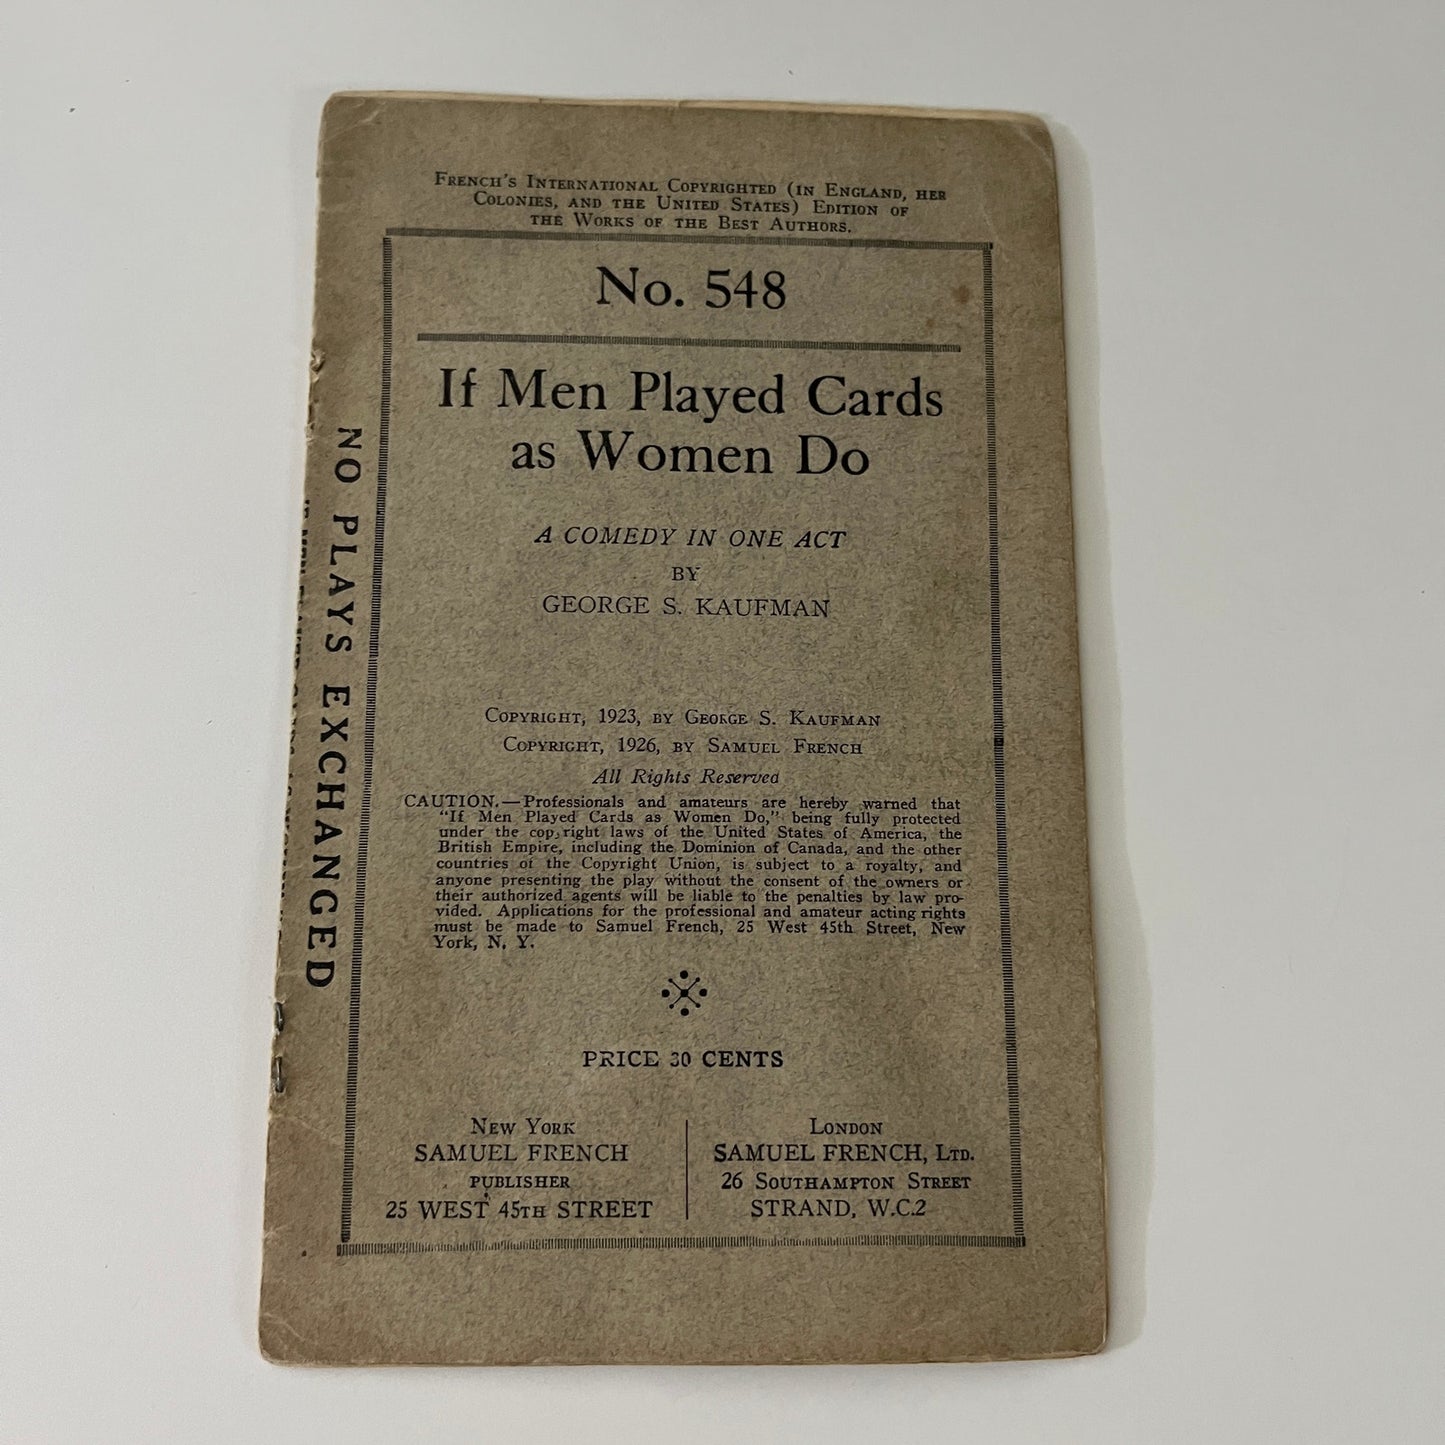 French's International Copyrighted (in England, her
Colonies, and the United States) Edition of
the Works of the Best Authors.
No. 548
If Men Played Cards
as Women Do
A COMEDY IN ONE ACT
BY
GEORGE S. KAUFMAN
Copyright, 1923, by George S. Kaufman
Copyright, 1926, by Samuel French
All Rights Reserved
CAUTION.—Professionals and amateurs are hereby warned that
"If Men Played Cards as Women Do," being fully protected
under the copyright laws of the United States of America, the
British Empire, including the Dominion of Canada, and the other
countries of the Copyright Union, is subject to a royalty, and
anyone presenting the play without the consent of the owners or
their authorized agents will be liable to the penalties by law pro-
vided. Applications for the professional and amateur acting rights
must be made to Samuel French, 25 West 45th Street, New
York, N. Y.
PRICE 30 CENTS
New York
SAMUEL FRENCH
PUBLISHER
25 WEST 45TH STREET
London
SAMUEL FRENCH, Ltd.
26 Southampton Street
STRAND, W.C.2
NO PLAYS EXCHANGED